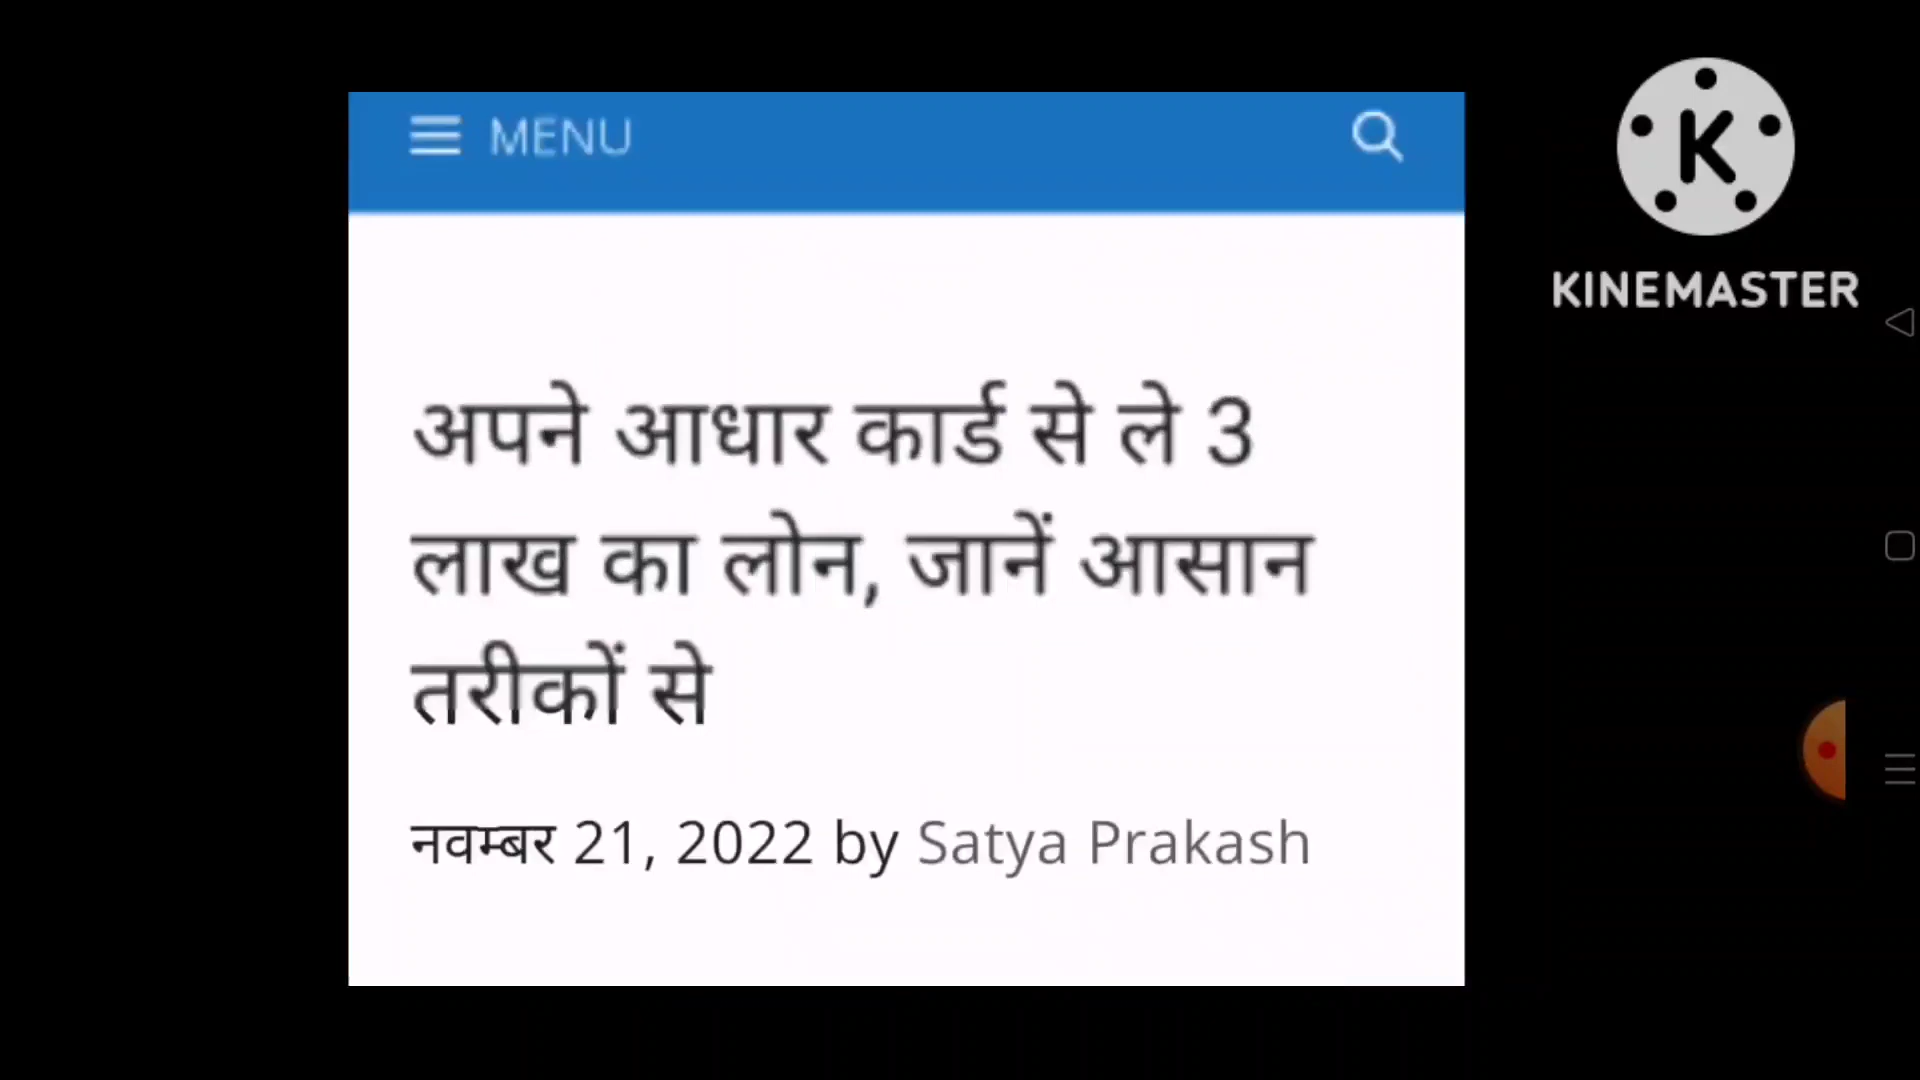 MENU
अपने आधार कार्ड से ले 3
लाख का लोन, जानें आसान
तरीकों से
नवम्बर 21, 2022 by Satya Prakash
K
KINEMASTER